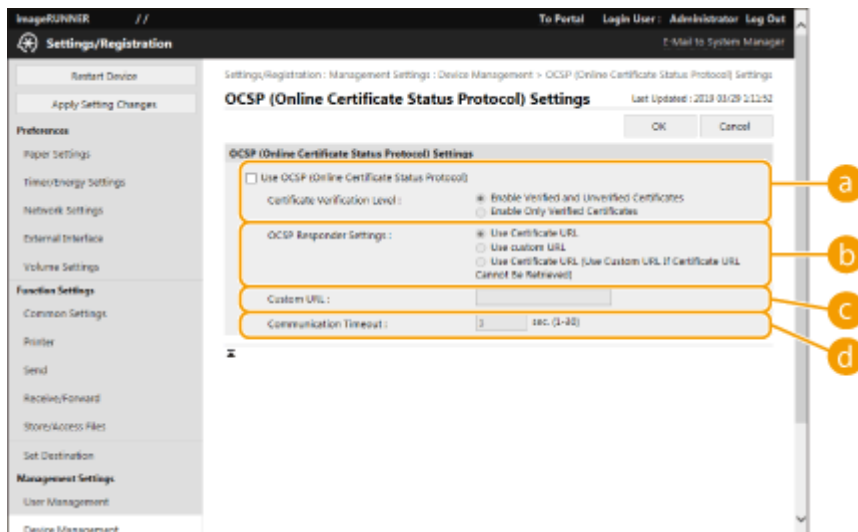 imageRUNNER // To Portal Login User : Administrator Log Out
Settings/Registration E-Mail to System Manager
Restart Device
Apply Setting Changes
Preferences
Paper Settings
Timer/Energy Settings
Network Settings
External Interface
Volume Settings
Function Settings
Common Settings
Printer
Send
Receive/Forward
Store/Access Files
Set Destination
Management Settings
User Management
Device Management
Settings/Registration : Management Settings : Device Management > OCSP (Online Certificate Status Protocol) Settings
OCSP (Online Certificate Status Protocol) Settings Last Updated : 2019 03/29 1:11:52
OK Cancel
OCSP (Online Certificate Status Protocol) Settings
Use OCSP (Online Certificate Status Protocol)
Certificate Verification Level : Enable Verified and Unverified Certificates
Enable Only Verified Certificates
a
OCSP Responder Settings : Use Certificate URL
Use custom URL
Use Certificate URL (Use Custom URL If Certificate URL
Cannot Be Retrieved)
b
Custom URL :
c
Communication Timeout : 3 sec. (1-30)
d